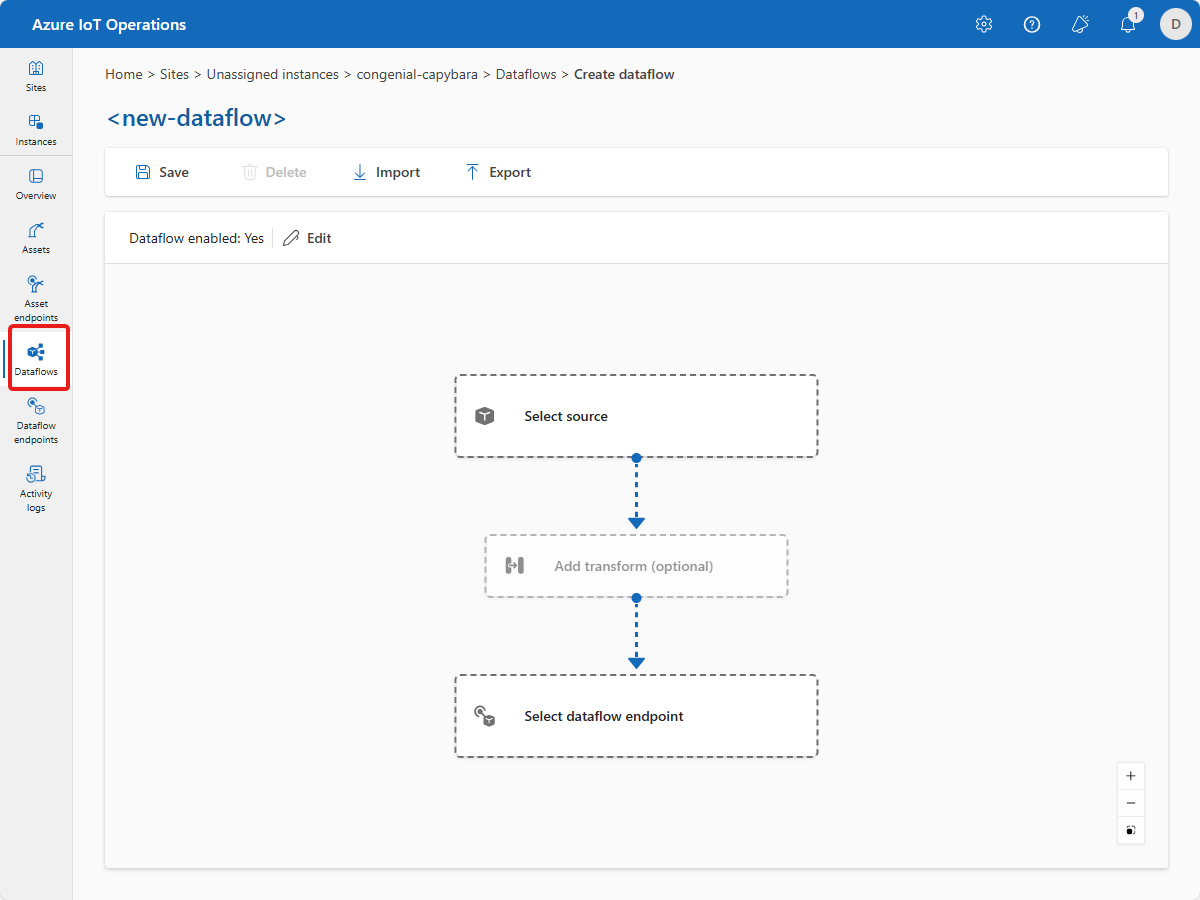 Azure IoT Operations
1
D
Sites
Instances
Overview
Assets
Asset
endpoints
Dataflows
Dataflow
endpoints
Activity
logs
Home > Sites > Unassigned instances > congenial-capybara > Dataflows > Create dataflow
<new-dataflow>
Save Delete Import Export
Dataflow enabled: Yes Edit
Select source
Add transform (optional)
Select dataflow endpoint